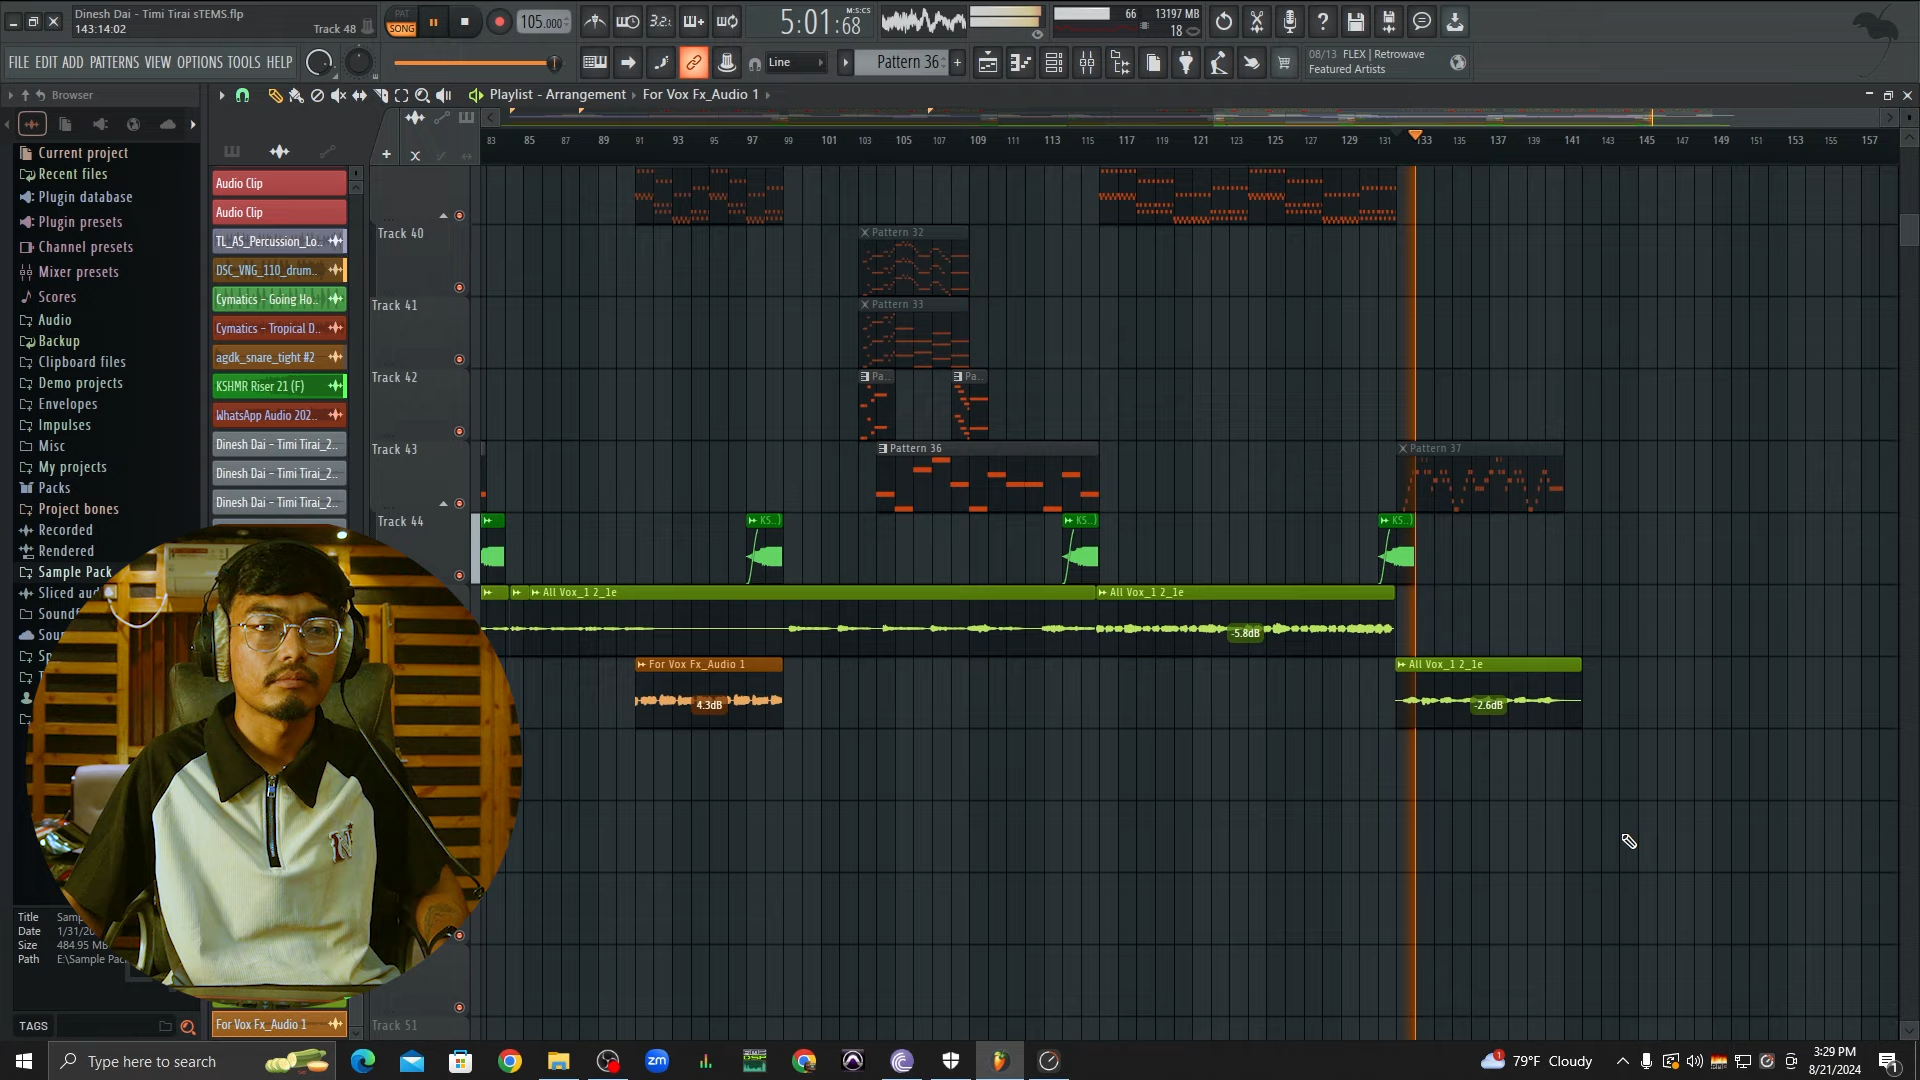 Dinesh Dai - Timi Tirai sTEMS.flp
143:14:02
Track 48
PAT
SONG
105.000
3.2.
5:01:68
M:S:CS
66
13197 MB
18
FILE EDIT ADD PATTERNS VIEW OPTIONS TOOLS HELP
Line
Pattern 36
08/13 FLEX | Retrowave
Featured Artists
Browser
Playlist - Arrangement
For Vox Fx_Audio 1
83 85 87 89 91 93 95 97 99 101 103 105 107 109 111 113 115 117 119 121 123 125 127 129 131 133 135 137 139 141 143 145 147 149 151 153 155 157
Current project
Recent files
Plugin database
Plugin presets
Channel presets
Mixer presets
Scores
Audio
Backup
Clipboard files
Demo projects
Envelopes
Impulses
Misc
My projects
Packs
Project bones
Recorded
Rendered
Sample Pack
Audio Clip
Audio Clip
TL_AS_Percussion_Lo..
DSC_VNG_110_drum..
Cymatics - Going Ho..
Cymatics - Tropical D..
agdk_snare_tight #2
KSHMR Riser 21 (F)
WhatsApp Audio 202..
Dinesh Dai - Timi Tirai_2..
Dinesh Dai - Timi Tirai_2..
Dinesh Dai - Timi Tirai_2..
For Vox Fx_Audio 1
Track 40
Track 41
Track 42
Track 43
Track 44
Track 51
Pattern 32
Pattern 33
Pa..
Pa..
Pattern 36
Pattern 37
KS..)
KS..)
KS..)
All Vox_1 2_1e
All Vox_1 2_1e
-5.8dB
For Vox Fx_Audio 1
4.3dB
All Vox_1 2_1e
-2.6dB
Title
Date 1/31/20
Size 484.95 MB
Path E:\Sample Pac
TAGS
Type here to search
zm
79°F Cloudy
3:29 PM
8/21/2024